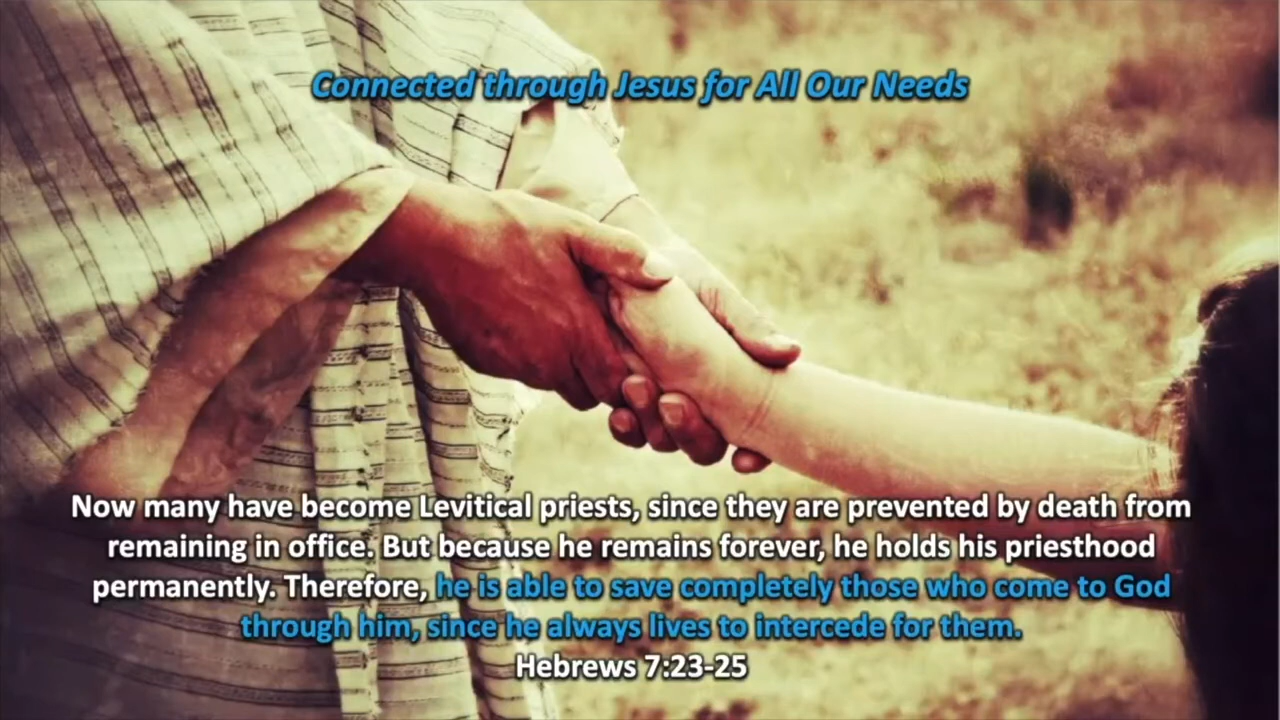 Connected through Jesus for All Our Needs
Now many have become Levitical priests, since they are prevented by death from
remaining in office. But because he remains forever, he holds his priesthood
permanently. Therefore, he is able to save completely those who come to God
through him, since he always lives to intercede for them.
Hebrews 7:23-25